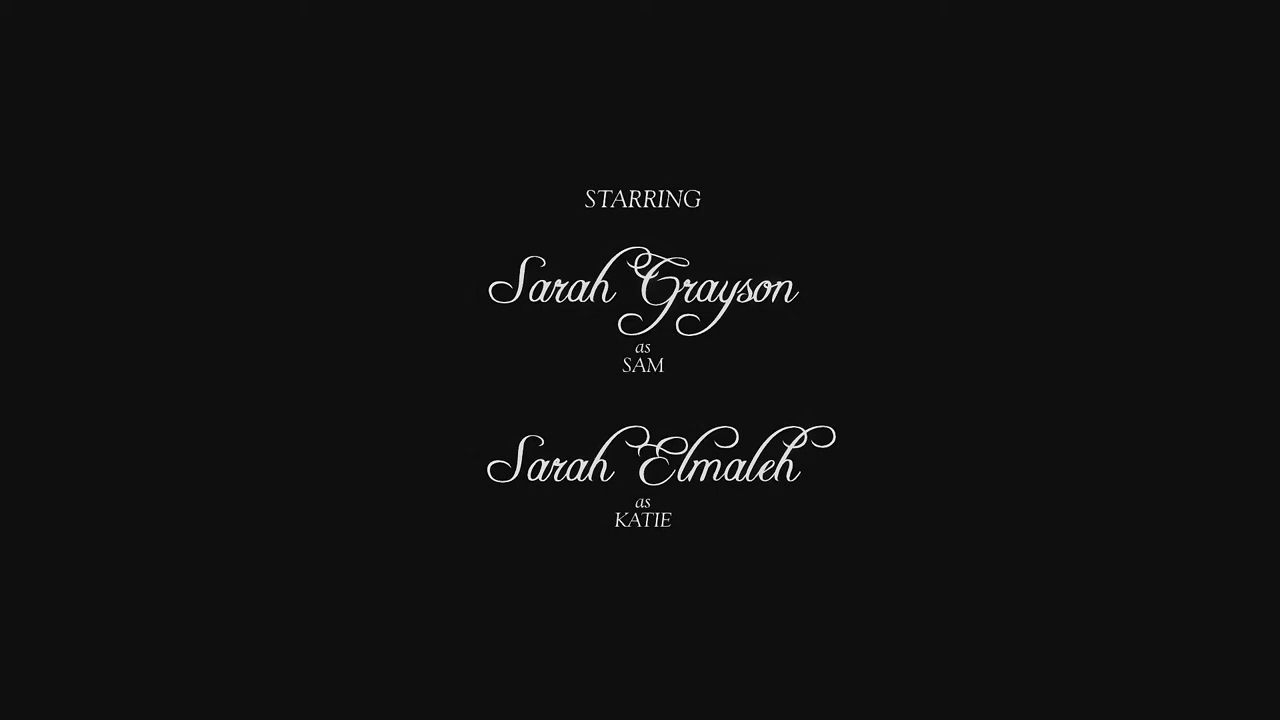 STARRING
Sarah Grayson
as
SAM
Sarah Elmaleh
as
KATIE